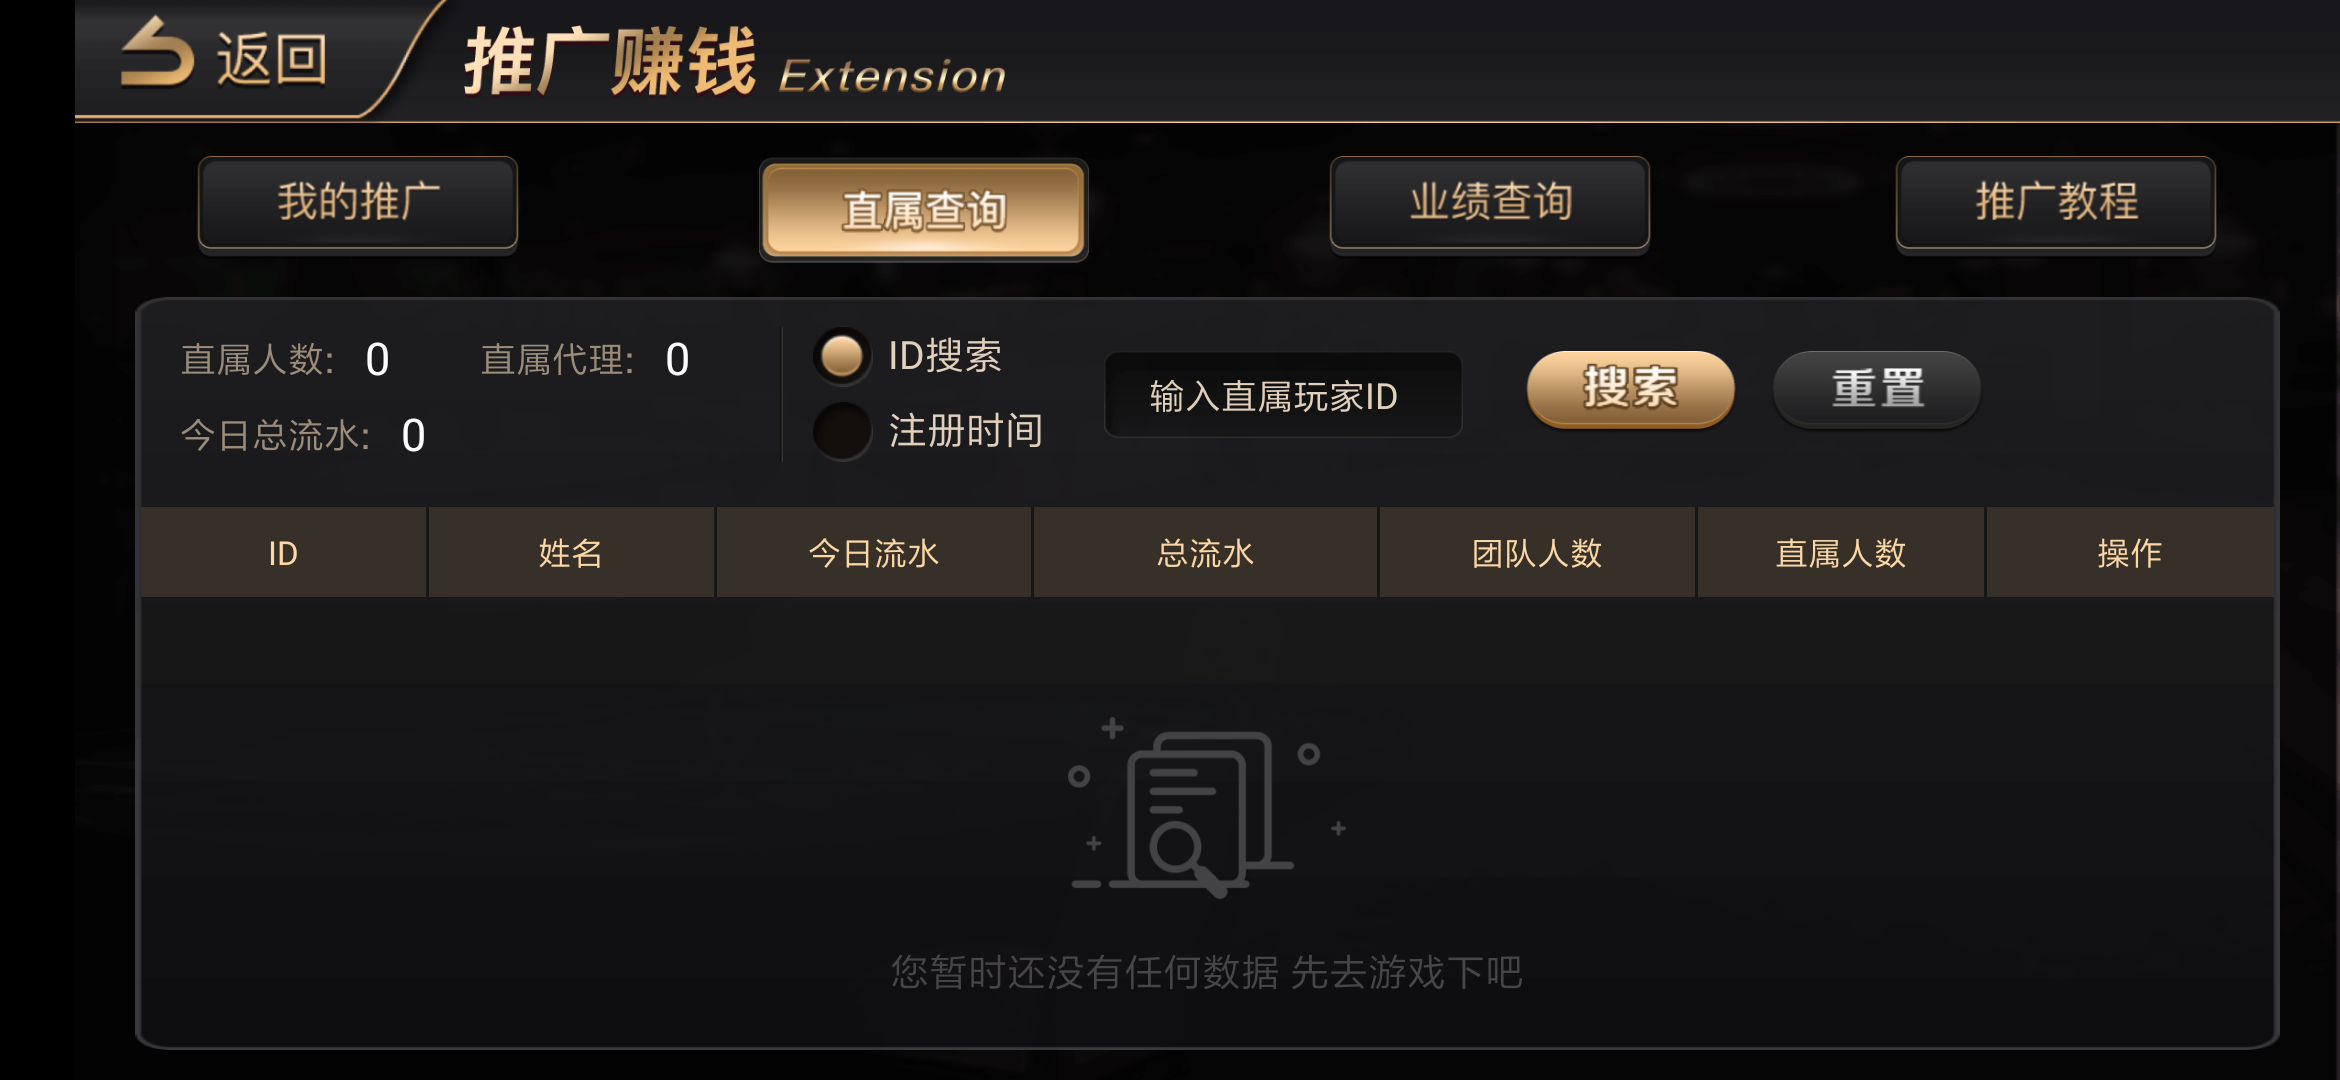 返回
推广赚钱 Extension
我的推广
直属查询
业绩查询
推广教程
直属人数: 0
直属代理: 0
今日总流水: 0
ID搜索
注册时间
输入直属玩家ID
搜索
重置
ID
姓名
今日流水
总流水
团队人数
直属人数
操作
您暂时还没有任何数据 先去游戏下吧